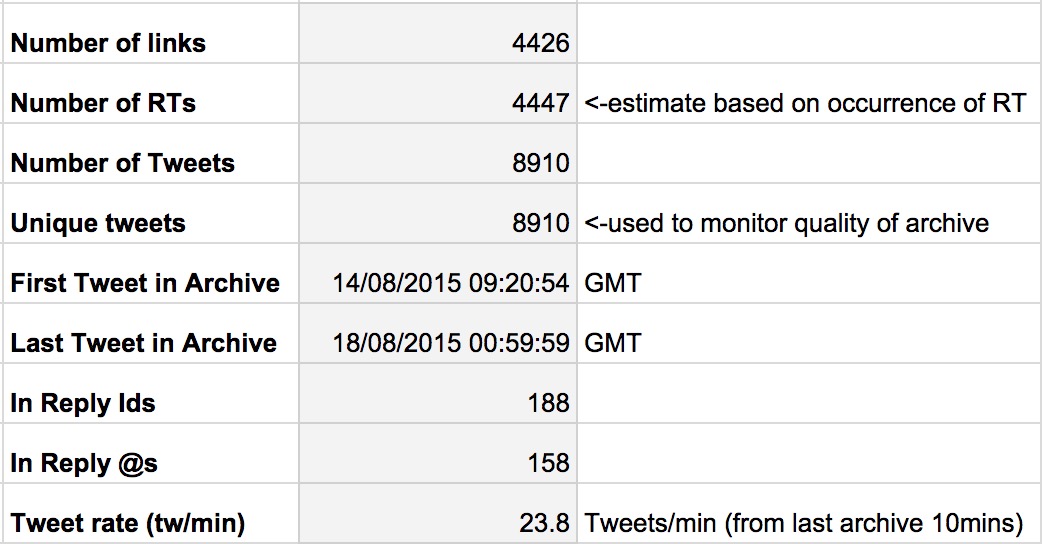 Number of links 4426
Number of RTs 4447 <-estimate based on occurrence of RT
Number of Tweets 8910
Unique tweets 8910 <-used to monitor quality of archive
First Tweet in Archive 14/08/2015 09:20:54 GMT
Last Tweet in Archive 18/08/2015 00:59:59 GMT
In Reply Ids 188
In Reply @s 158
Tweet rate (tw/min) 23.8 Tweets/min (from last archive 10mins)